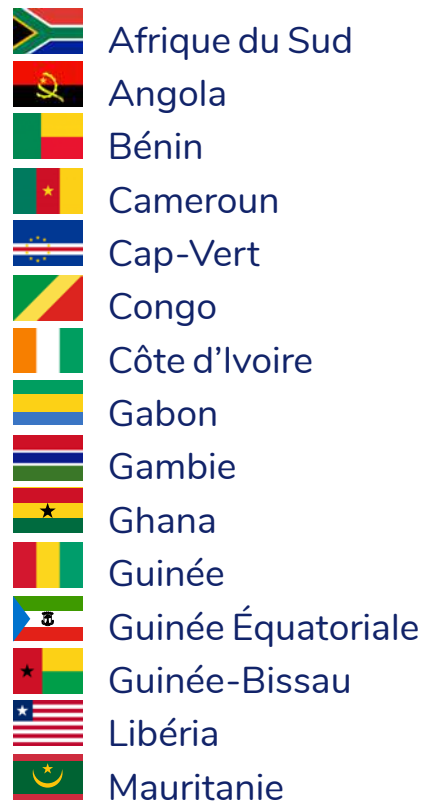 Afrique du Sud
Angola
Bénin
Cameroun
Cap-Vert
Congo
Côte d’Ivoire
Gabon
Gambie
Ghana
Guinée
Guinée Équatoriale
Guinée-Bissau
Libéria
Mauritanie